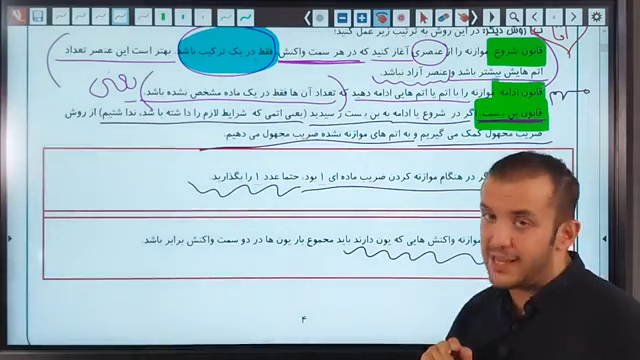 روش دیگر: در این روش به ترتیب زیر عمل کنید:
قانون شروع: موازنه را از عنصری آغاز کنید که در هر سمت واکنش، فقط در یک ترکیب باشد. بهتر است این عنصر تعداد
اتم هایش بیشتر باشد و عنصر آزاد نباشد.
یعنی
قانون ادامه: موازنه را با اتم یا اتم هایی ادامه دهید که تعداد آن ها فقط در یک ماده مشخص نشده باشد
قانون بن بست: اگر در شروع یا ادامه به بن بست رسیدید (یعنی اتمی که شرایط لازم را داشته باشد، نداشتیم) از روش
ضریب مجهول کمک می گیریم و به اتم های موازنه نشده ضریب مجهول می دهیم.
گر در هنگام موازنه کردن ضریب ماده ای ۱ بود، حتما عدد ۱ را بگذارید.
موازنه واکنش هایی که یون دارند باید مجموع بار یون ها در دو سمت واکنش برابر باشد.
۴